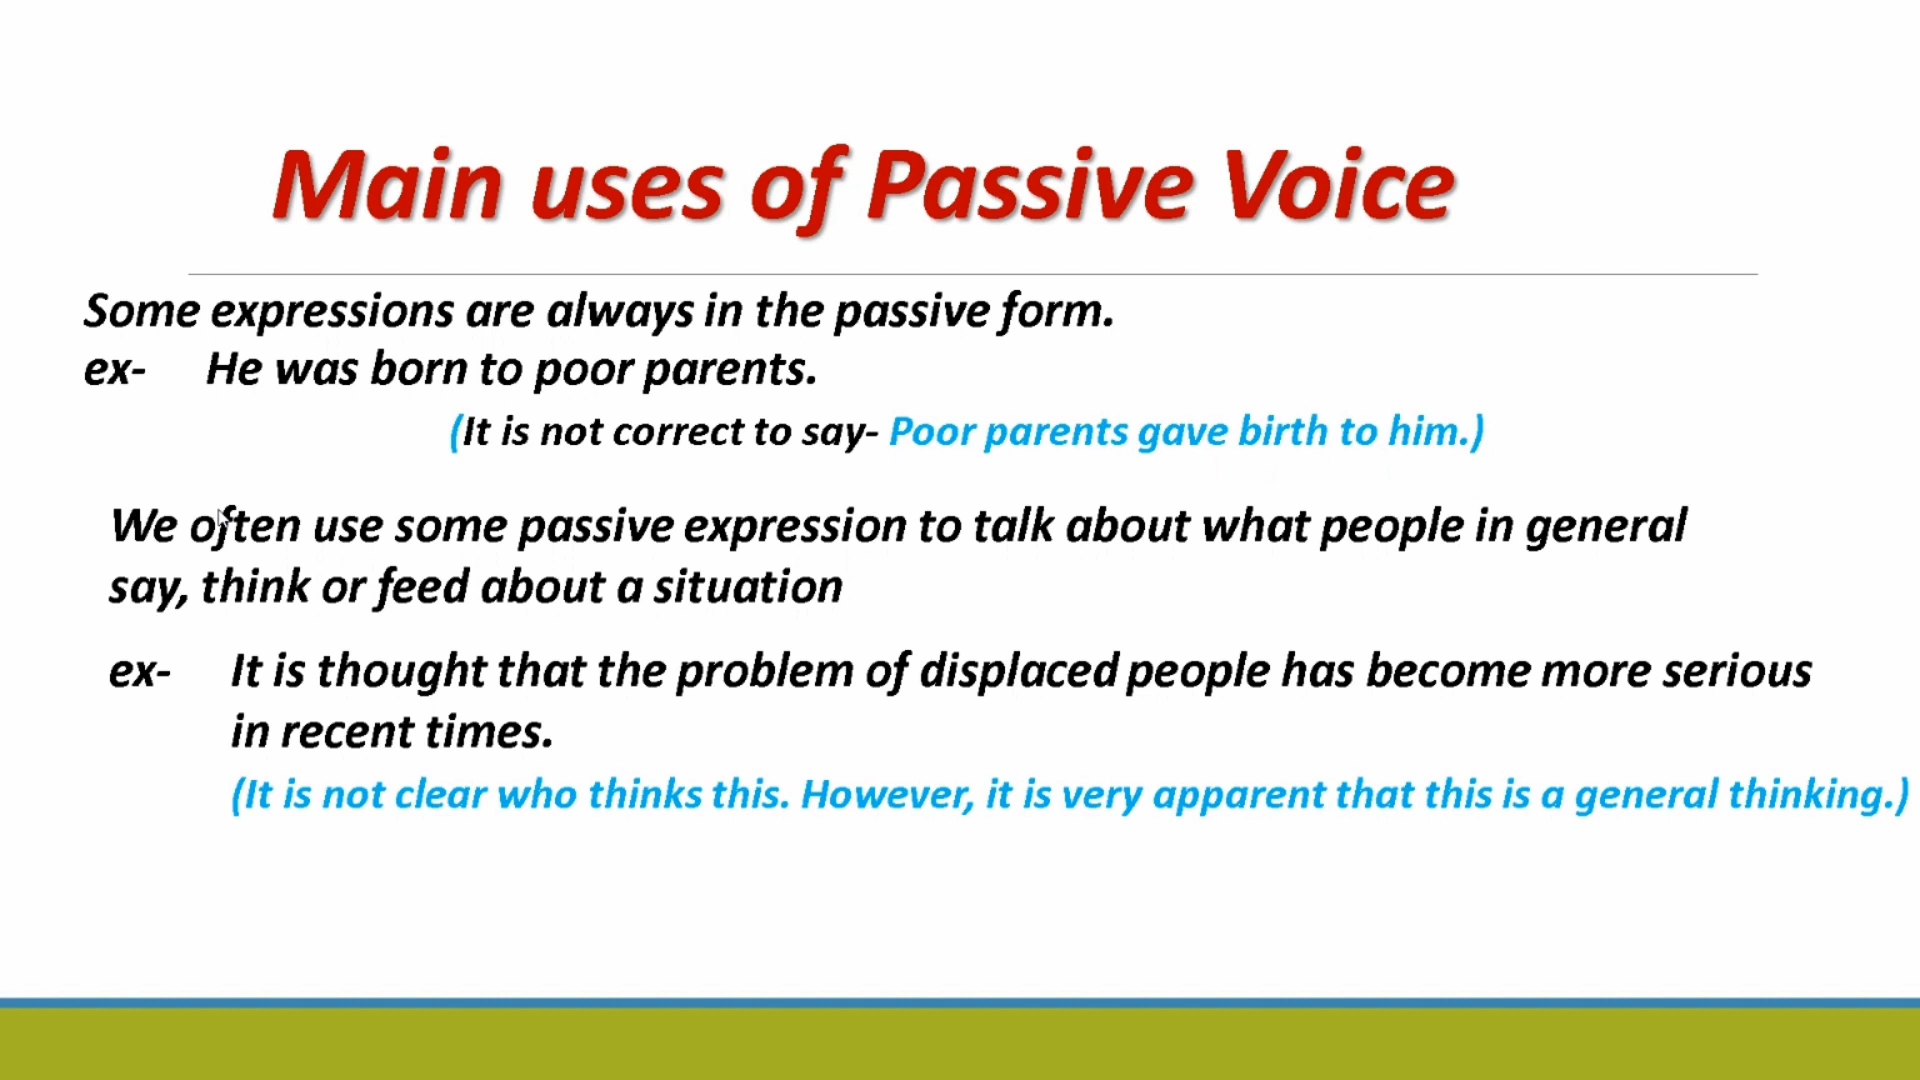 Main uses of Passive Voice
Some expressions are always in the passive form.
ex- He was born to poor parents.
(It is not correct to say- Poor parents gave birth to him.)
We often use some passive expression to talk about what people in general
say, think or feed about a situation
ex- It is thought that the problem of displaced people has become more serious
in recent times.
(It is not clear who thinks this. However, it is very apparent that this is a general thinking.)